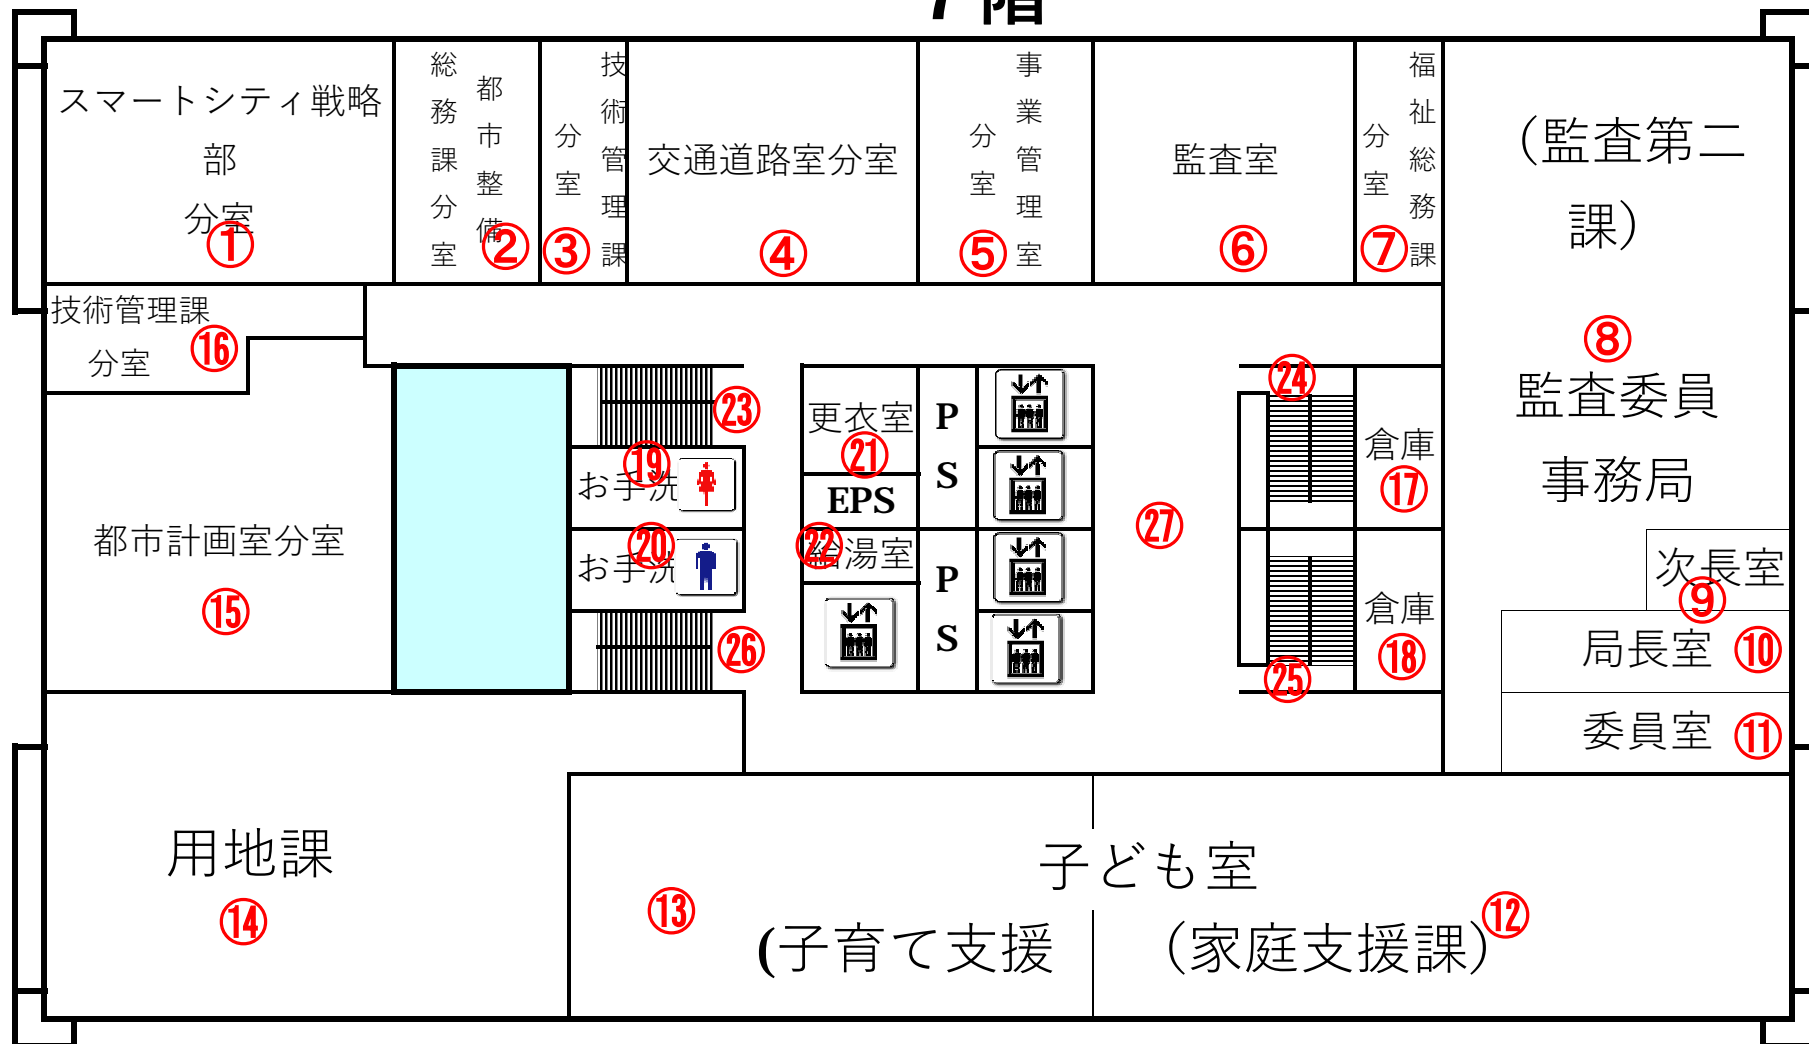 7階
スマートシティ戦略
部
分室
①
都市整備
総務課分室
②
技術管理課
分室
③
交通道路室分室
④
事業管理室
分室
⑤
監査室
⑥
福祉総務課
分室
⑦
（監査第二
課）
⑧
監査委員
事務局
次長室
⑨
局長室 ⑩
委員室 ⑪
技術管理課
分室 ⑯
都市計画室分室
⑮
㉓
⑲
お手洗
⑳
お手洗
㉖
更衣室
㉑
EPS
㉒
給湯室
P
S
P
S
㉗
㉔
倉庫
⑰
倉庫
⑱
㉕
用地課
⑭
子ども室
⑬
(子育て支援
⑫
（家庭支援課）